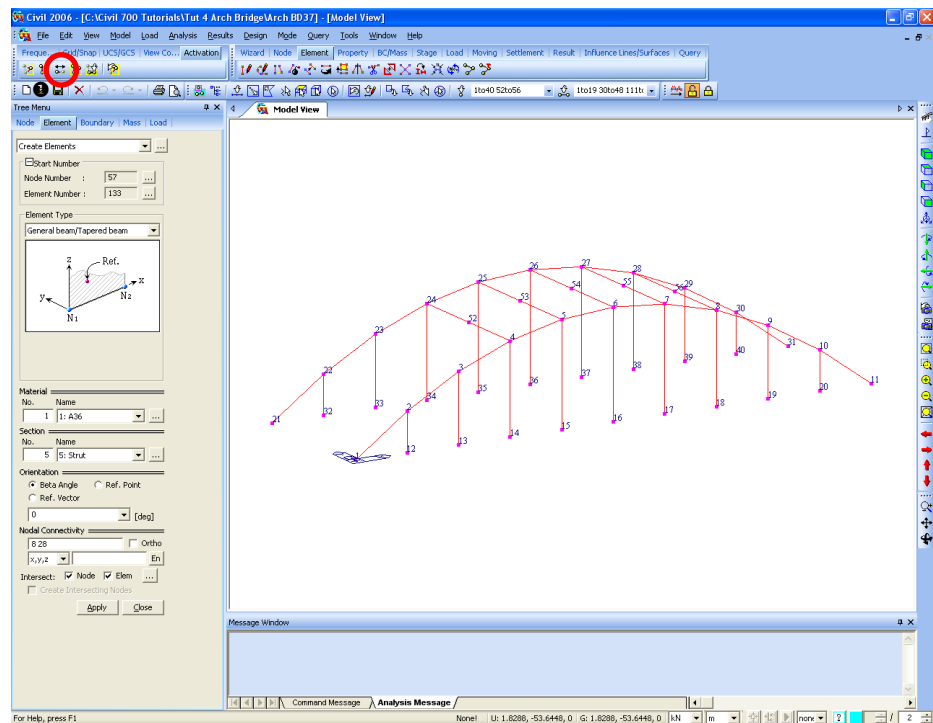 Civil 2006 - [C:\Civil 700 Tutorials\Tut 4 Arch Bridge\Arch BD37] - [Model View]
File Edit View Model Load Analysis Results Design Mode Query Tools Window Help
Freque... Grid/Snap UCS/GCS View Co... Activation Wizard Node Element Property BC/Mass Stage Load Moving Settlement Result Influence Lines/Surfaces Query
1to40 52to56
1to19 30to48 111t
Tree Menu
Model View
Node Element Boundary Mass Load
Create Elements
Start Number
Node Number : 57
Element Number : 133
Element Type
General beam/Tapered beam
z Ref. x y N2 N1
Material
No. Name
1 1: A36
Section
No. Name
5 5: Strut
Orientation
Beta Angle Ref. Point
Ref. Vector
0 [deg]
Nodal Connectivity
8 28 Ortho
x,y,z En
Intersect: Node Elem ...
Create Intersecting Nodes
Apply Close
26 27 28
25 54 55 56 29
24 53 6 7 8 30
23 52 5 9
4 40 31 10
22 3 35 36 37 38 39 11
21 32 33 34 2
12 13 14 15 16 17 18 19 20
1
Message Window
Command Message Analysis Message
For Help, press F1
None! U: 1.8288, -53.6448, 0 G: 1.8288, -53.6448, 0 kN m none ? / 2